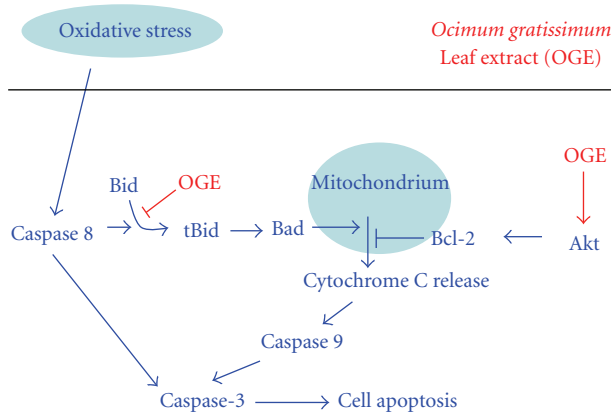 Oxidative stress
Ocimum gratissimum
Leaf extract (OGE)
Bid
OGE
Mitochondrium
OGE
Caspase 8
tBid
Bad
Bcl-2
Akt
Cytochrome C release
Caspase 9
Caspase-3
Cell apoptosis